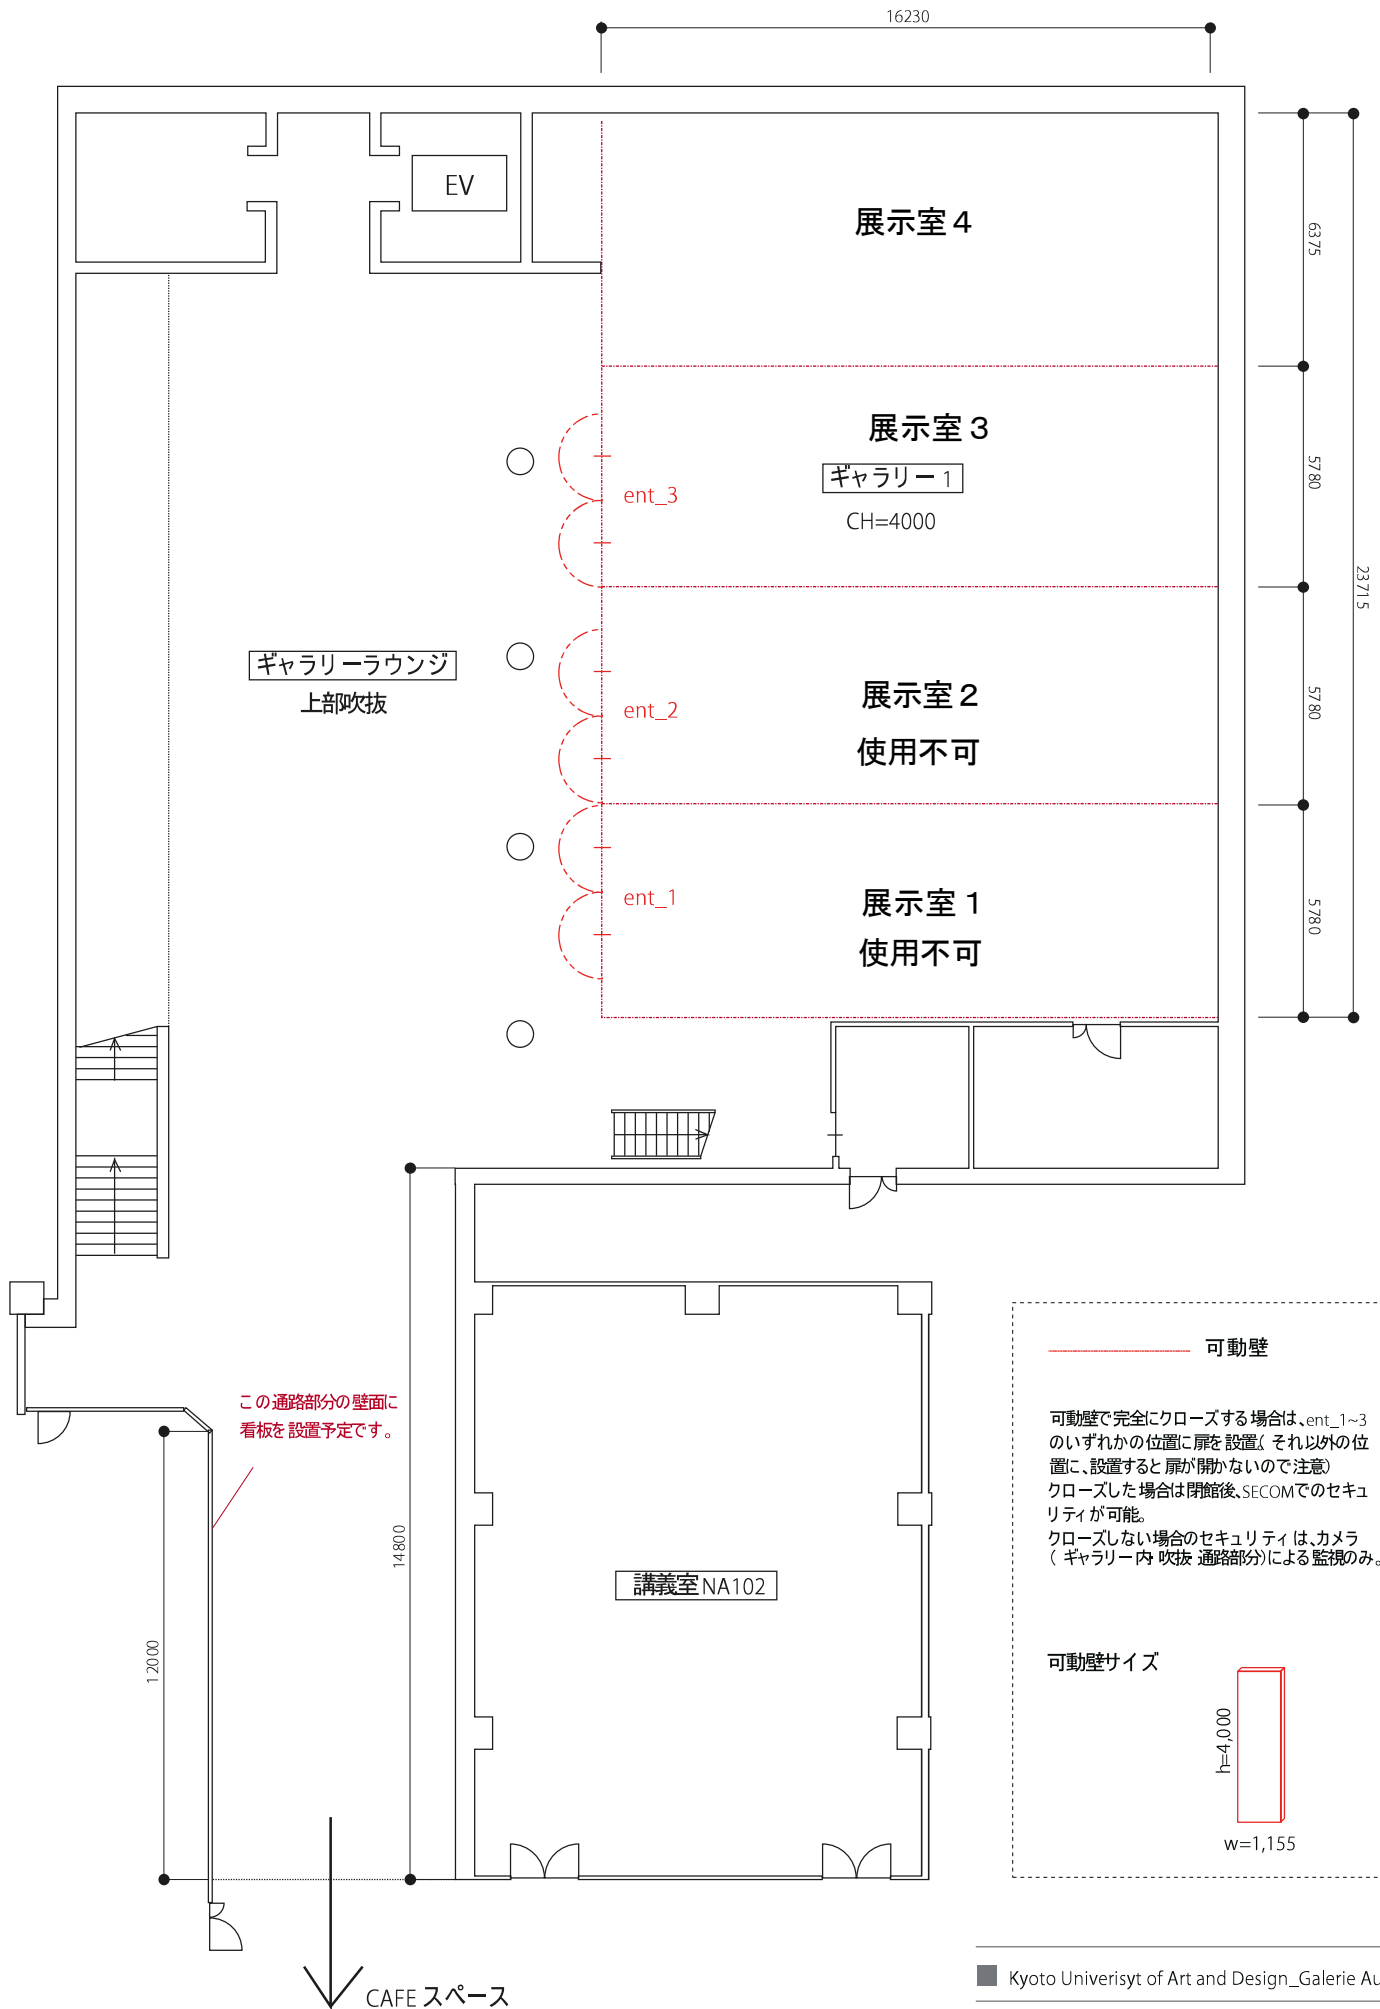 16230
EV
展示室４
6375
展示室３
ギャラリー 1
CH=4000
ent_3
5780
23715
ギャラリーラウンジ
上部吹抜
展示室２
使用不可
ent_2
5780
展示室１
使用不可
ent_1
5780
可動壁
この通路部分の壁面に
看板を設置予定です。
可動壁で完全にクローズする場合は、ent_1~3
のいずれかの位置に扉を設置( それ以外の位
置に、設置すると扉が開かないので注意)
クローズした場合は閉館後、SECOMでのセキュ
リティが可能。
クローズしない場合のセキュリティは、カメラ
( ギャラリー内・吹抜・通路部分)による監視のみ。
14800
講義室NA102
12000
可動壁サイズ
h=4,000
w=1,155
CAFE スペース
Kyoto Univerisyt of Art and Design_Galerie Au